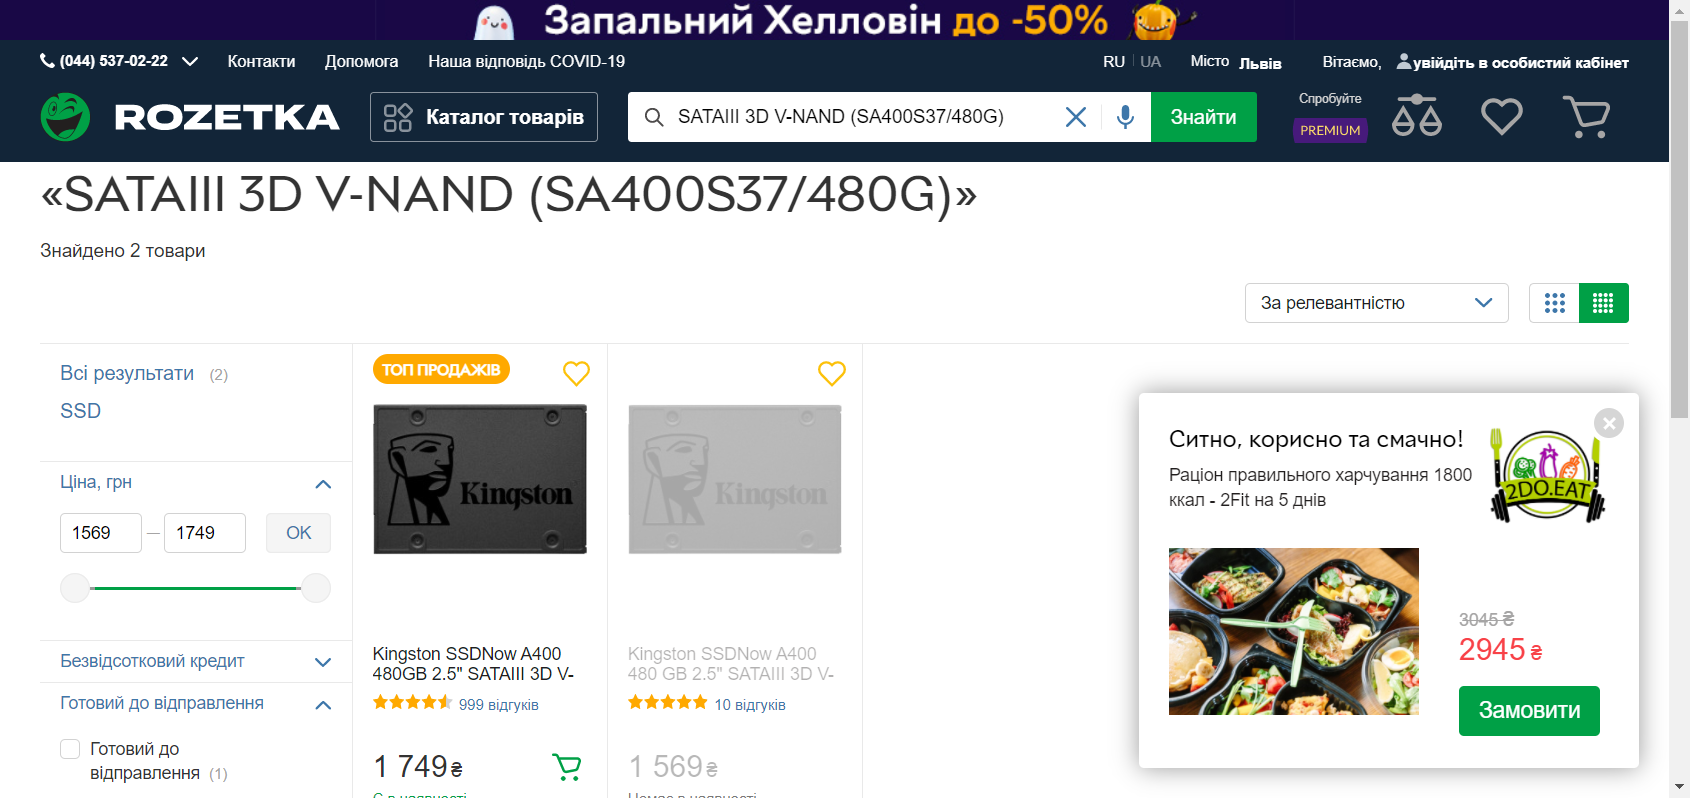 Запальний Хелловін до -50%
(044) 537-02-22
Контакти
Допомога
Наша відповідь COVID-19
RU
UA
Місто
Львів
Вітаємо,
увійдіть в особистий кабінет
ROZETKA
Каталог товарів
SATAIII 3D V-NAND (SA400S37/480G)
Знайти
Спробуйте
PREMIUM
«SATAIII 3D V-NAND (SA400S37/480G)»
Знайдено 2 товари
За релевантністю
Всі результати (2)
SSD
Ціна, грн
1569 — 1749
OK
Безвідсотковий кредит
Готовий до відправлення
Готовий до
відправлення (1)
ТОП ПРОДАЖІВ
Kingston
Kingston SSDNow A400
480GB 2.5" SATAIII 3D V-
999 відгуків
1 749 ₴
Є в наявності
Kingston
Kingston SSDNow A400
480 GB 2.5" SATAIII 3D V-
10 відгуків
1 569 ₴
Немає в наявності
Ситно, корисно та смачно!
Раціон правильного харчування 1800
ккал - 2Fit на 5 днів
2DO.EAT
3045 ₴
2945 ₴
Замовити